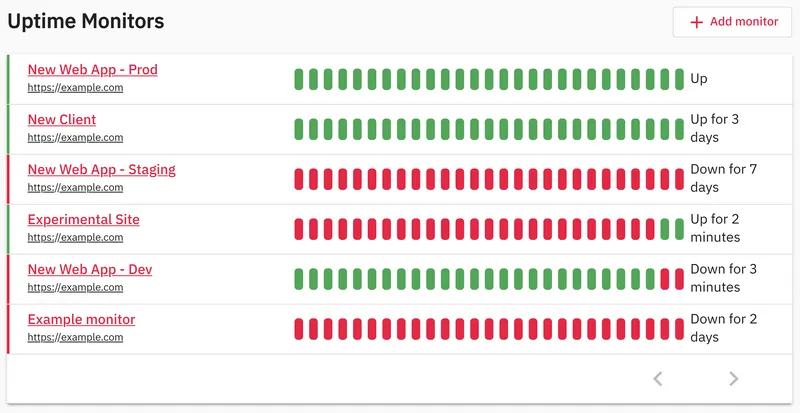 Uptime Monitors
Add monitor
New Web App - Prod
https://example.com
Up
New Client
https://example.com
Up for 3
days
New Web App - Staging
https://example.com
Down for 7
days
Experimental Site
https://example.com
Up for 2
minutes
New Web App - Dev
https://example.com
Down for 3
minutes
Example monitor
https://example.com
Down for 2
days